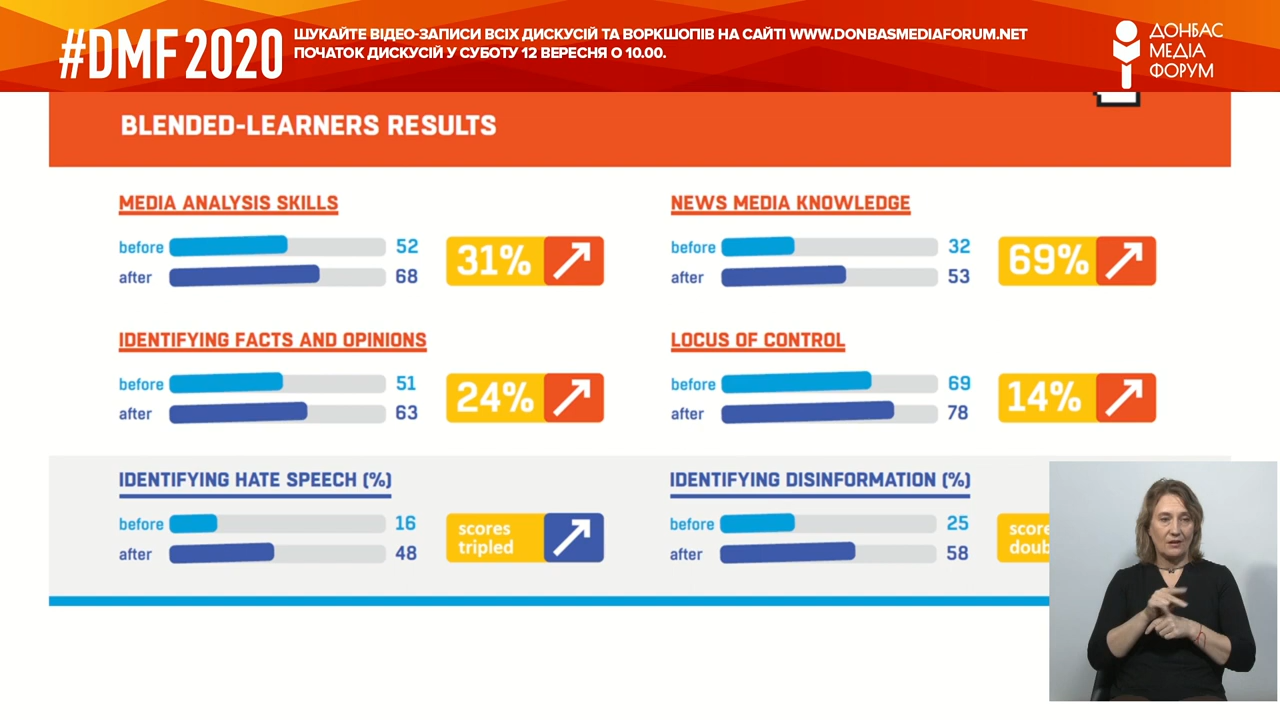 #DMF 2020
ШУКАЙТЕ ВІДЕО-ЗАПИСИ ВСІХ ДИСКУСІЙ ТА ВОРКШОПІВ НА САЙТІ WWW.DONBASMEDIAFORUM.NET
ПОЧАТОК ДИСКУСІЙ У СУБОТУ 12 ВЕРЕСНЯ О 10.00.
ДОНБАС
МЕДІА
ФОРУМ
BLENDED-LEARNERS RESULTS
MEDIA ANALYSIS SKILLS
before 52
after 68
31%
NEWS MEDIA KNOWLEDGE
before 32
after 53
69%
IDENTIFYING FACTS AND OPINIONS
before 51
after 63
24%
LOCUS OF CONTROL
before 69
after 78
14%
IDENTIFYING HATE SPEECH (%)
before 16
after 48
scores
tripled
IDENTIFYING DISINFORMATION (%)
before 25
after 58